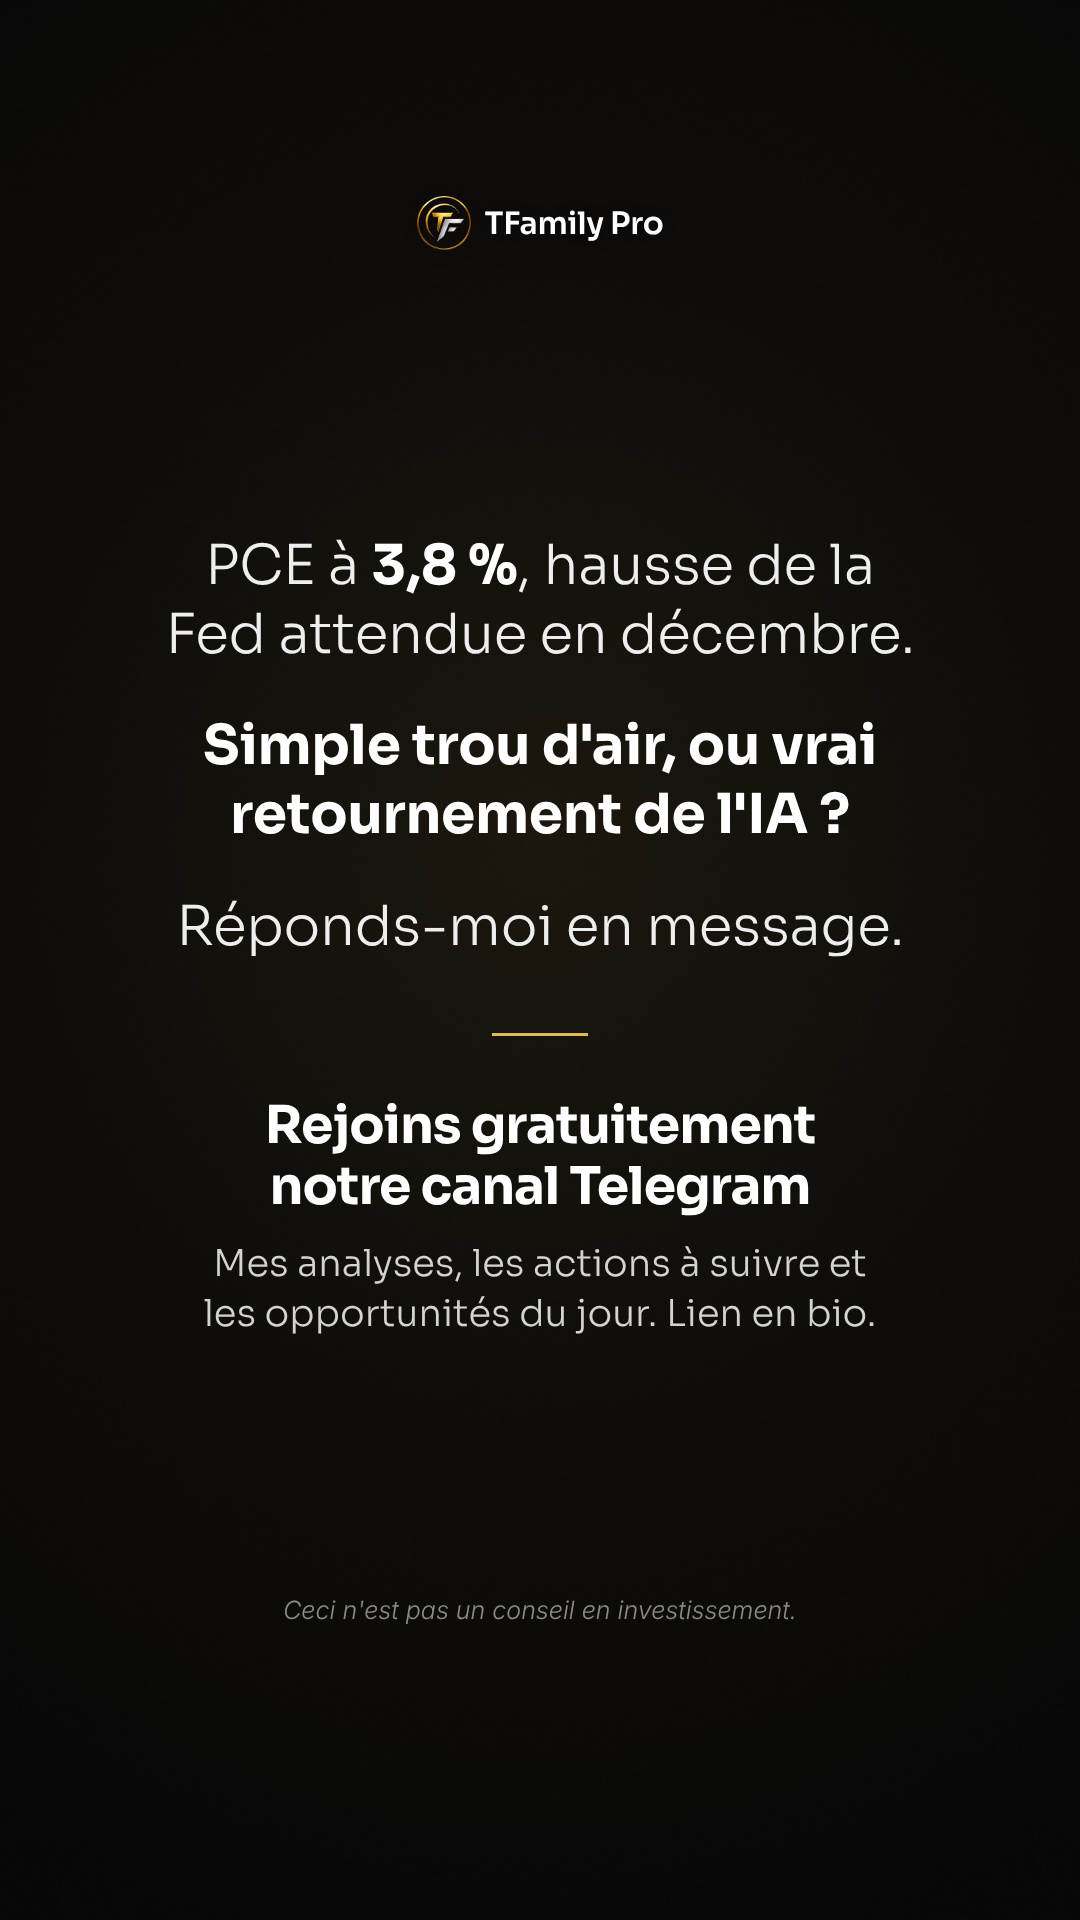 TFamily Pro
PCE à 3,8 %, hausse de la
Fed attendue en décembre.
Simple trou d'air, ou vrai
retournement de l'IA ?
Réponds-moi en message.
Rejoins gratuitement
notre canal Telegram
Mes analyses, les actions à suivre et
les opportunités du jour. Lien en bio.
Ceci n'est pas un conseil en investissement.